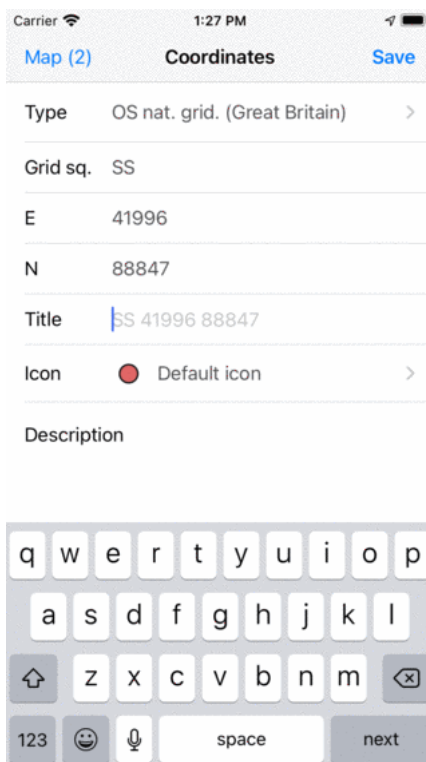 Carrier 1:27 PM
Map (2) Coordinates Save
Type OS nat. grid. (Great Britain)
Grid sq. SS
E 41996
N 88847
Title SS 41996 88847
Icon Default icon
Description
q w e r t y u i o p
a s d f g h j k l
z x c v b n m
123 space next